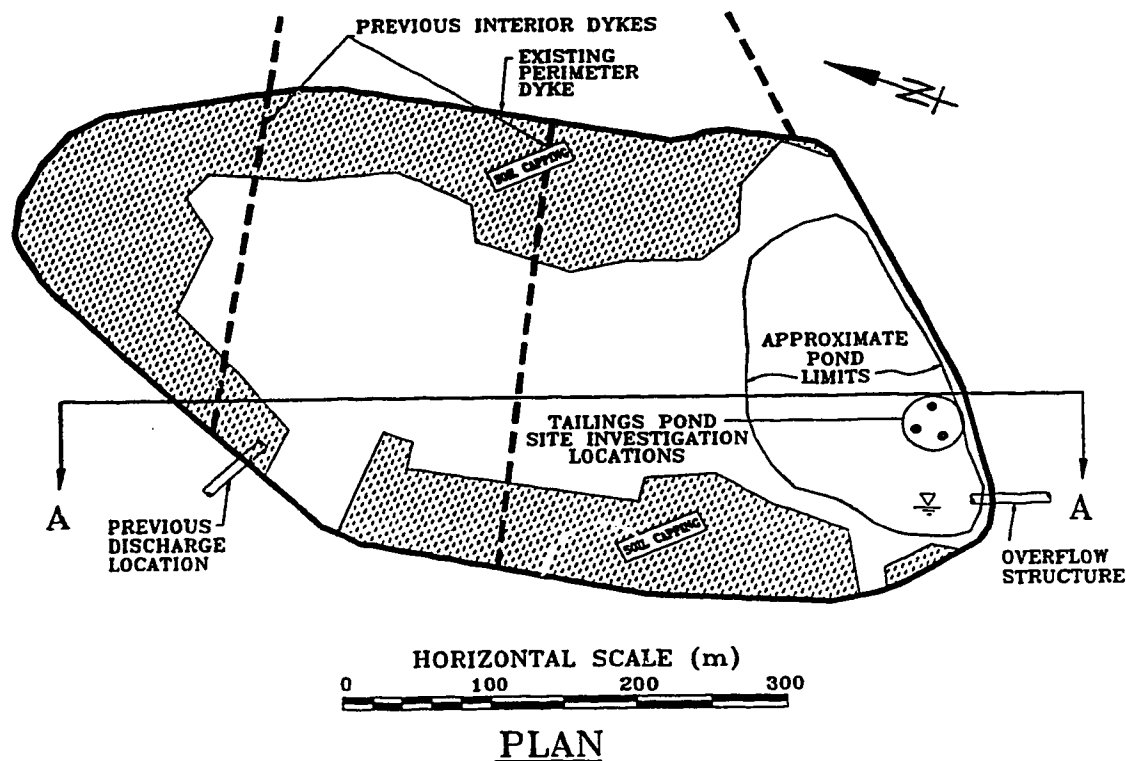 PREVIOUS INTERIOR DYKES
EXISTING
PERIMETER
DYKE
N
SOIL CAPPING
APPROXIMATE
POND
LIMITS
TAILINGS POND
SITE INVESTIGATION
LOCATIONS
A
A
PREVIOUS
DISCHARGE
LOCATION
SOIL CAPPING
OVERFLOW
STRUCTURE
HORIZONTAL SCALE (m)
0 100 200 300
PLAN